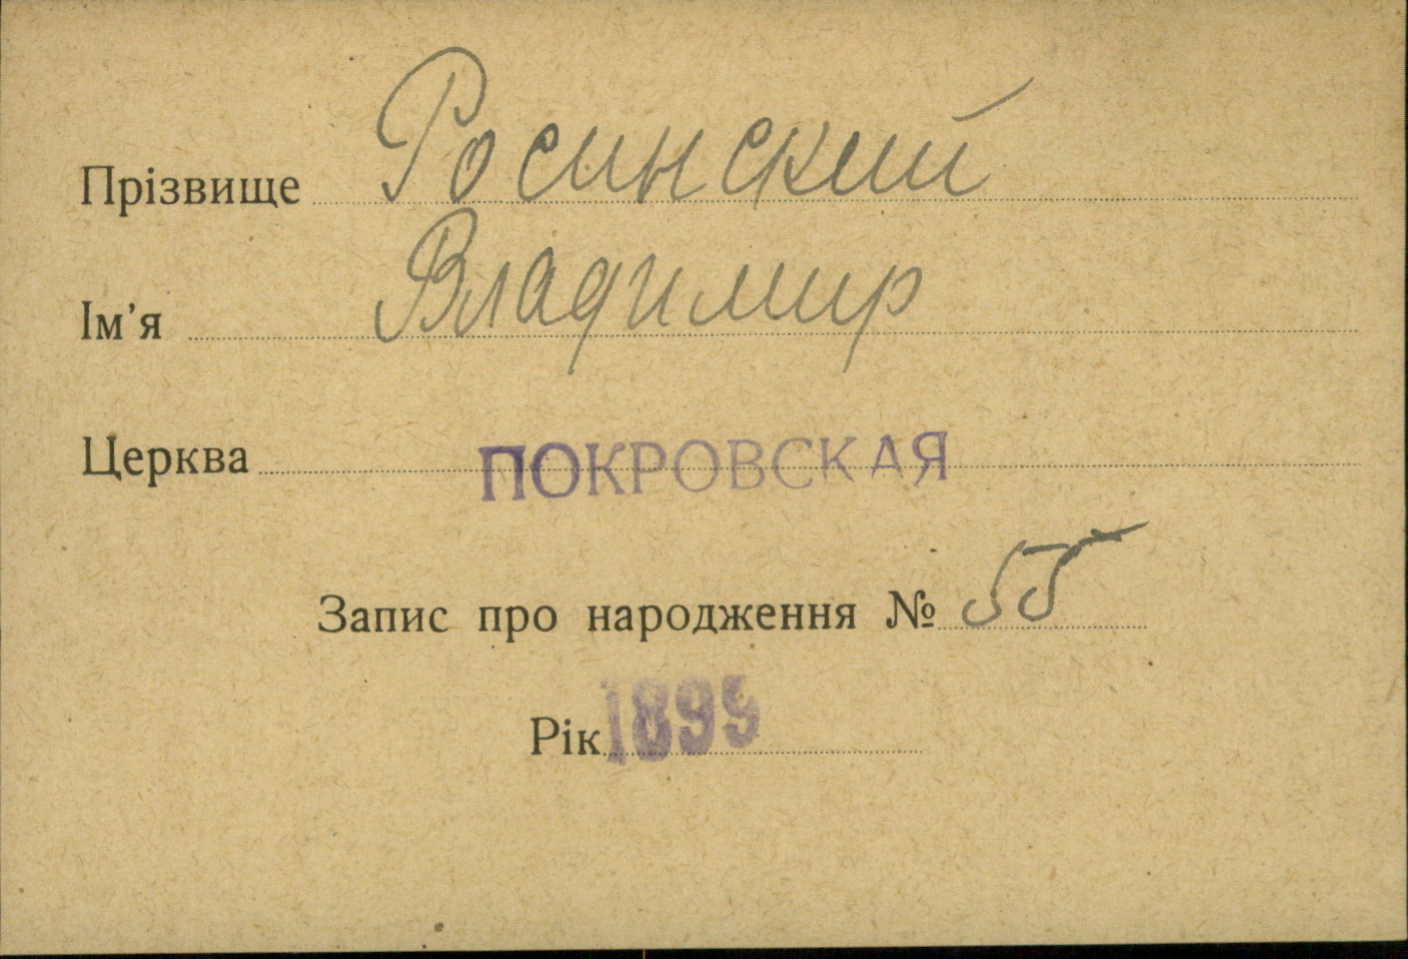 Прізвище Росинский
Ім'я Владимир
Церква ПОКРОВСКАЯ
Запис про народження № 55
Рік 1899